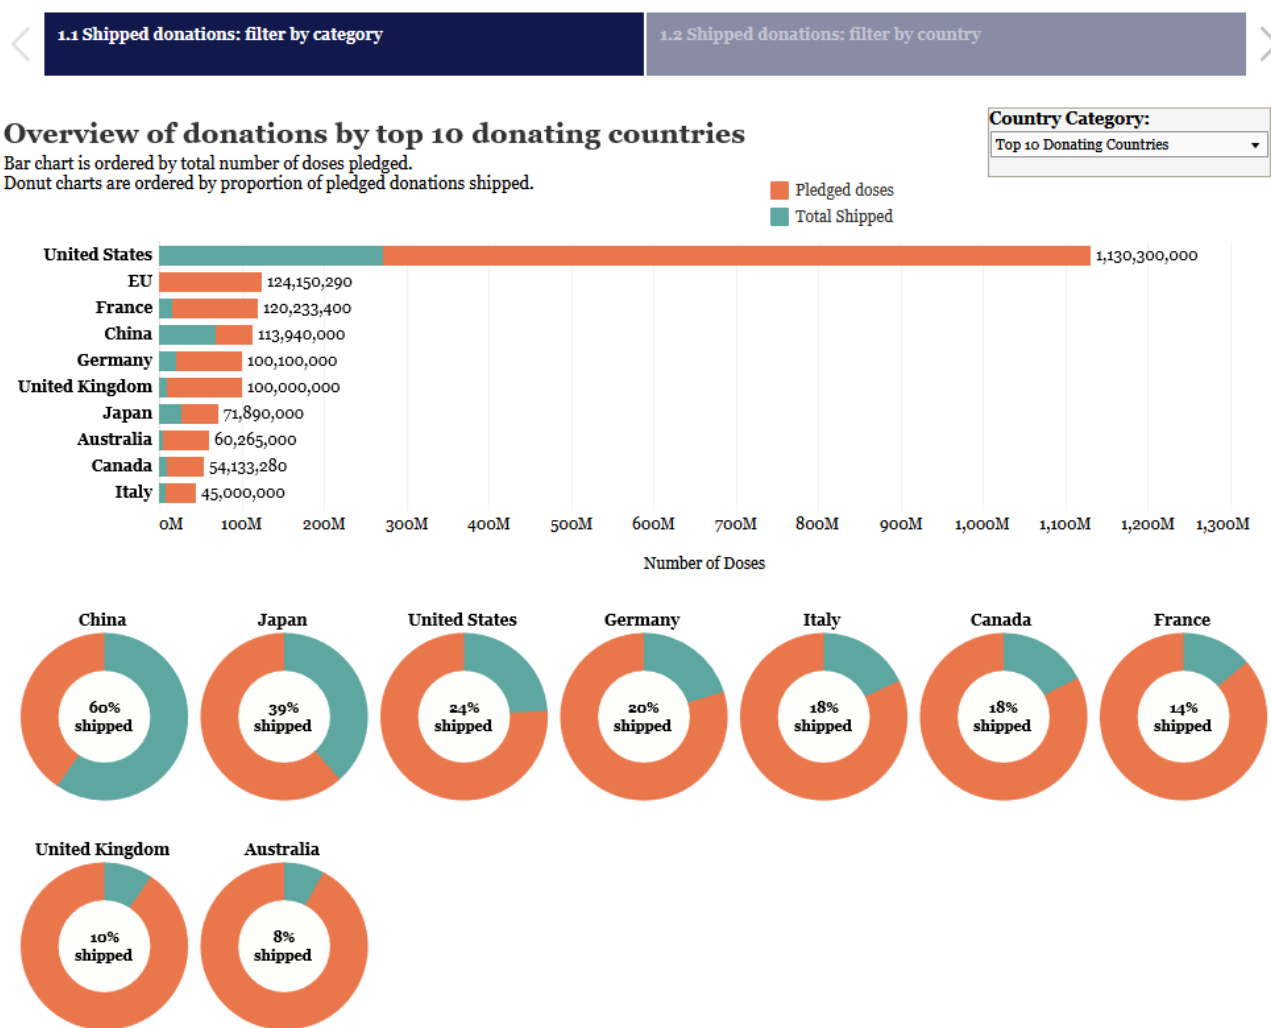 1.1 Shipped donations: filter by category
1.2 Shipped donations: filter by country
Overview of donations by top 10 donating countries
Bar chart is ordered by total number of doses pledged.
Donut charts are ordered by proportion of pledged donations shipped.
Country Category:
Top 10 Donating Countries
Pledged doses
Total Shipped
United States 1,130,300,000
EU 124,150,290
France 120,233,400
China 113,940,000
Germany 100,100,000
United Kingdom 100,000,000
Japan 71,890,000
Australia 60,265,000
Canada 54,133,280
Italy 45,000,000
0M 100M 200M 300M 400M 500M 600M 700M 800M 900M 1,000M 1,100M 1,200M 1,300M
Number of Doses
China Japan United States Germany Italy Canada France
60% 39% 24% 20% 18% 18% 14%
shipped shipped shipped shipped shipped shipped shipped
United Kingdom Australia
10% 8%
shipped shipped